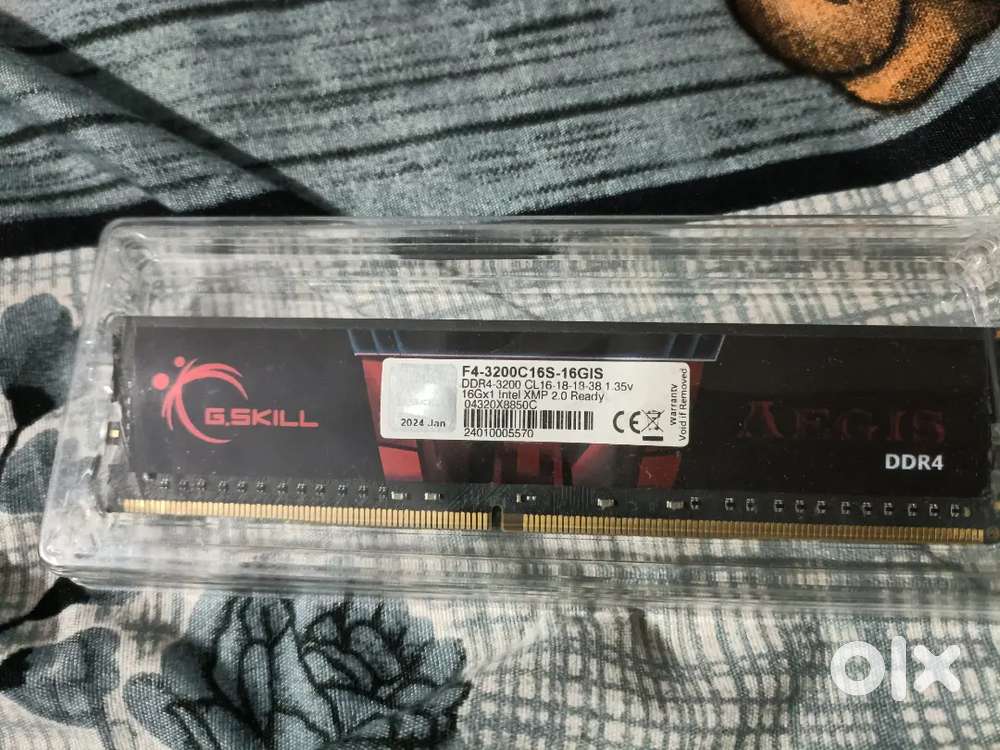 G.SKILL
F4-3200C16S-16GIS
DDR4-3200 CL16-18-18-38 1.35v
16Gx1 Intel XMP 2.0 Ready
04320X8850C
2024 Jan
24010005570
CE
Warranty
Void if Removed
AEGIS
DDR4
olx